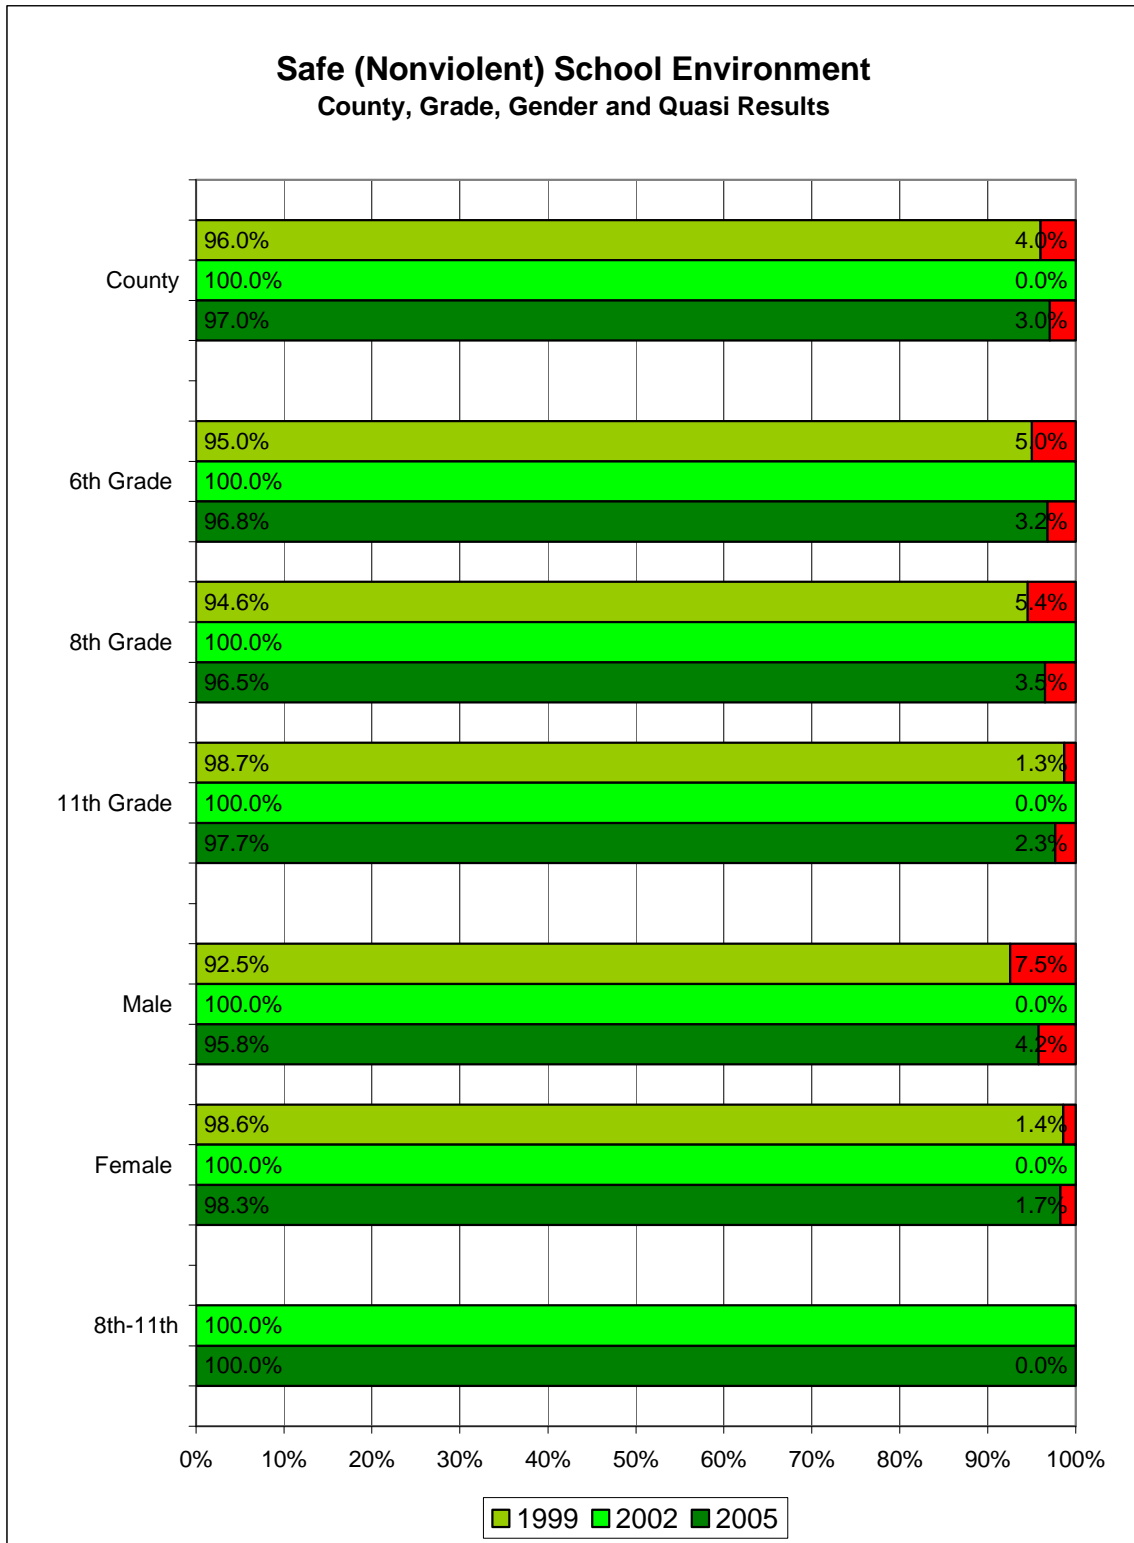 Safe (Nonviolent) School Environment
County, Grade, Gender and Quasi Results
96.0% 4.0%
County 100.0% 0.0%
97.0% 3.0%
95.0% 5.0%
6th Grade 100.0%
96.8% 3.2%
94.6% 5.4%
8th Grade 100.0%
96.5% 3.5%
98.7% 1.3%
11th Grade 100.0% 0.0%
97.7% 2.3%
92.5% 7.5%
Male 100.0% 0.0%
95.8% 4.2%
98.6% 1.4%
Female 100.0% 0.0%
98.3% 1.7%
8th-11th 100.0%
100.0% 0.0%
0% 10% 20% 30% 40% 50% 60% 70% 80% 90% 100%
1999 2002 2005